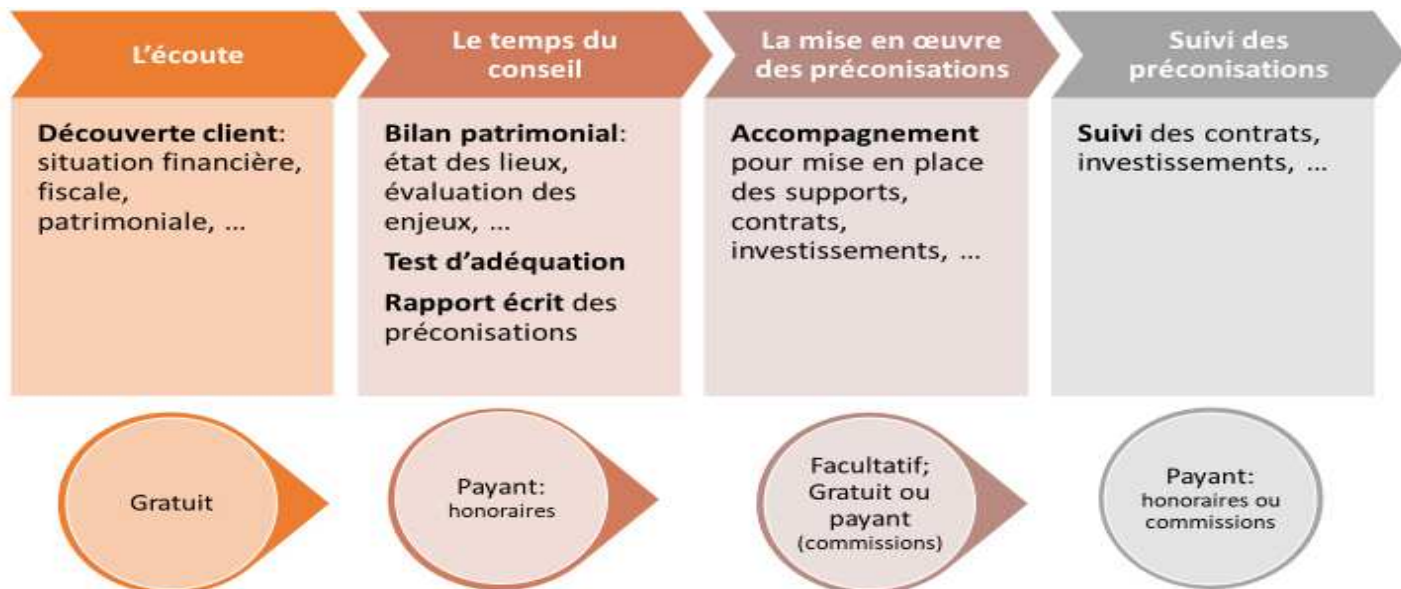 L'écoute
Le temps du
conseil
La mise en œuvre
des préconisations
Suivi des
préconisations
Découverte client:
situation financière,
fiscale,
patrimoniale, ...
Bilan patrimonial:
état des lieux,
évaluation des
enjeux, ...
Test d'adéquation
Rapport écrit des
préconisations
Accompagnement
pour mise en place
des supports,
contrats,
investissements, ...
Suivi des contrats,
investissements, ...
Gratuit
Payant:
honoraires
Facultatif;
Gratuit ou
payant
(commissions)
Payant:
honoraires ou
commissions